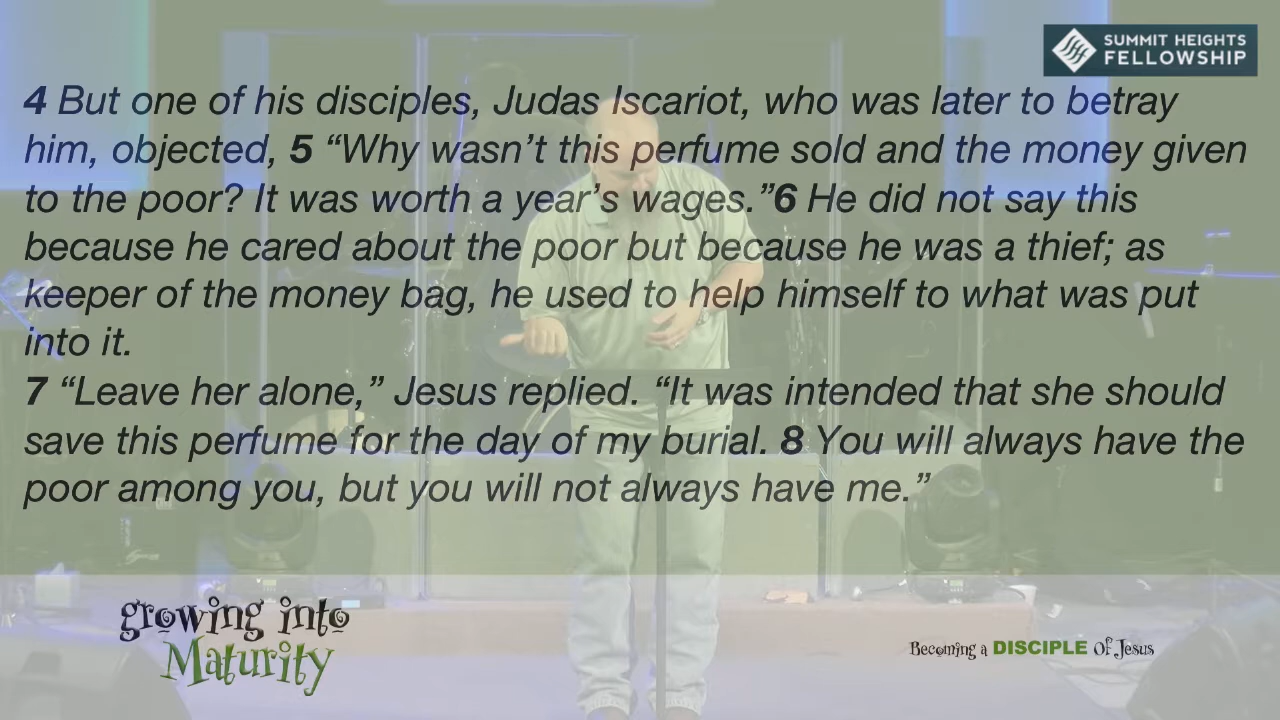 SUMMIT HEIGHTS
FELLOWSHIP
4 But one of his disciples, Judas Iscariot, who was later to betray
him, objected, 5 “Why wasn’t this perfume sold and the money given
to the poor? It was worth a year’s wages.”6 He did not say this
because he cared about the poor but because he was a thief; as
keeper of the money bag, he used to help himself to what was put
into it.
7 “Leave her alone,” Jesus replied. “It was intended that she should
save this perfume for the day of my burial. 8 You will always have the
poor among you, but you will not always have me.”
growing into
Maturity
Becoming a DISCIPLE Of Jesus